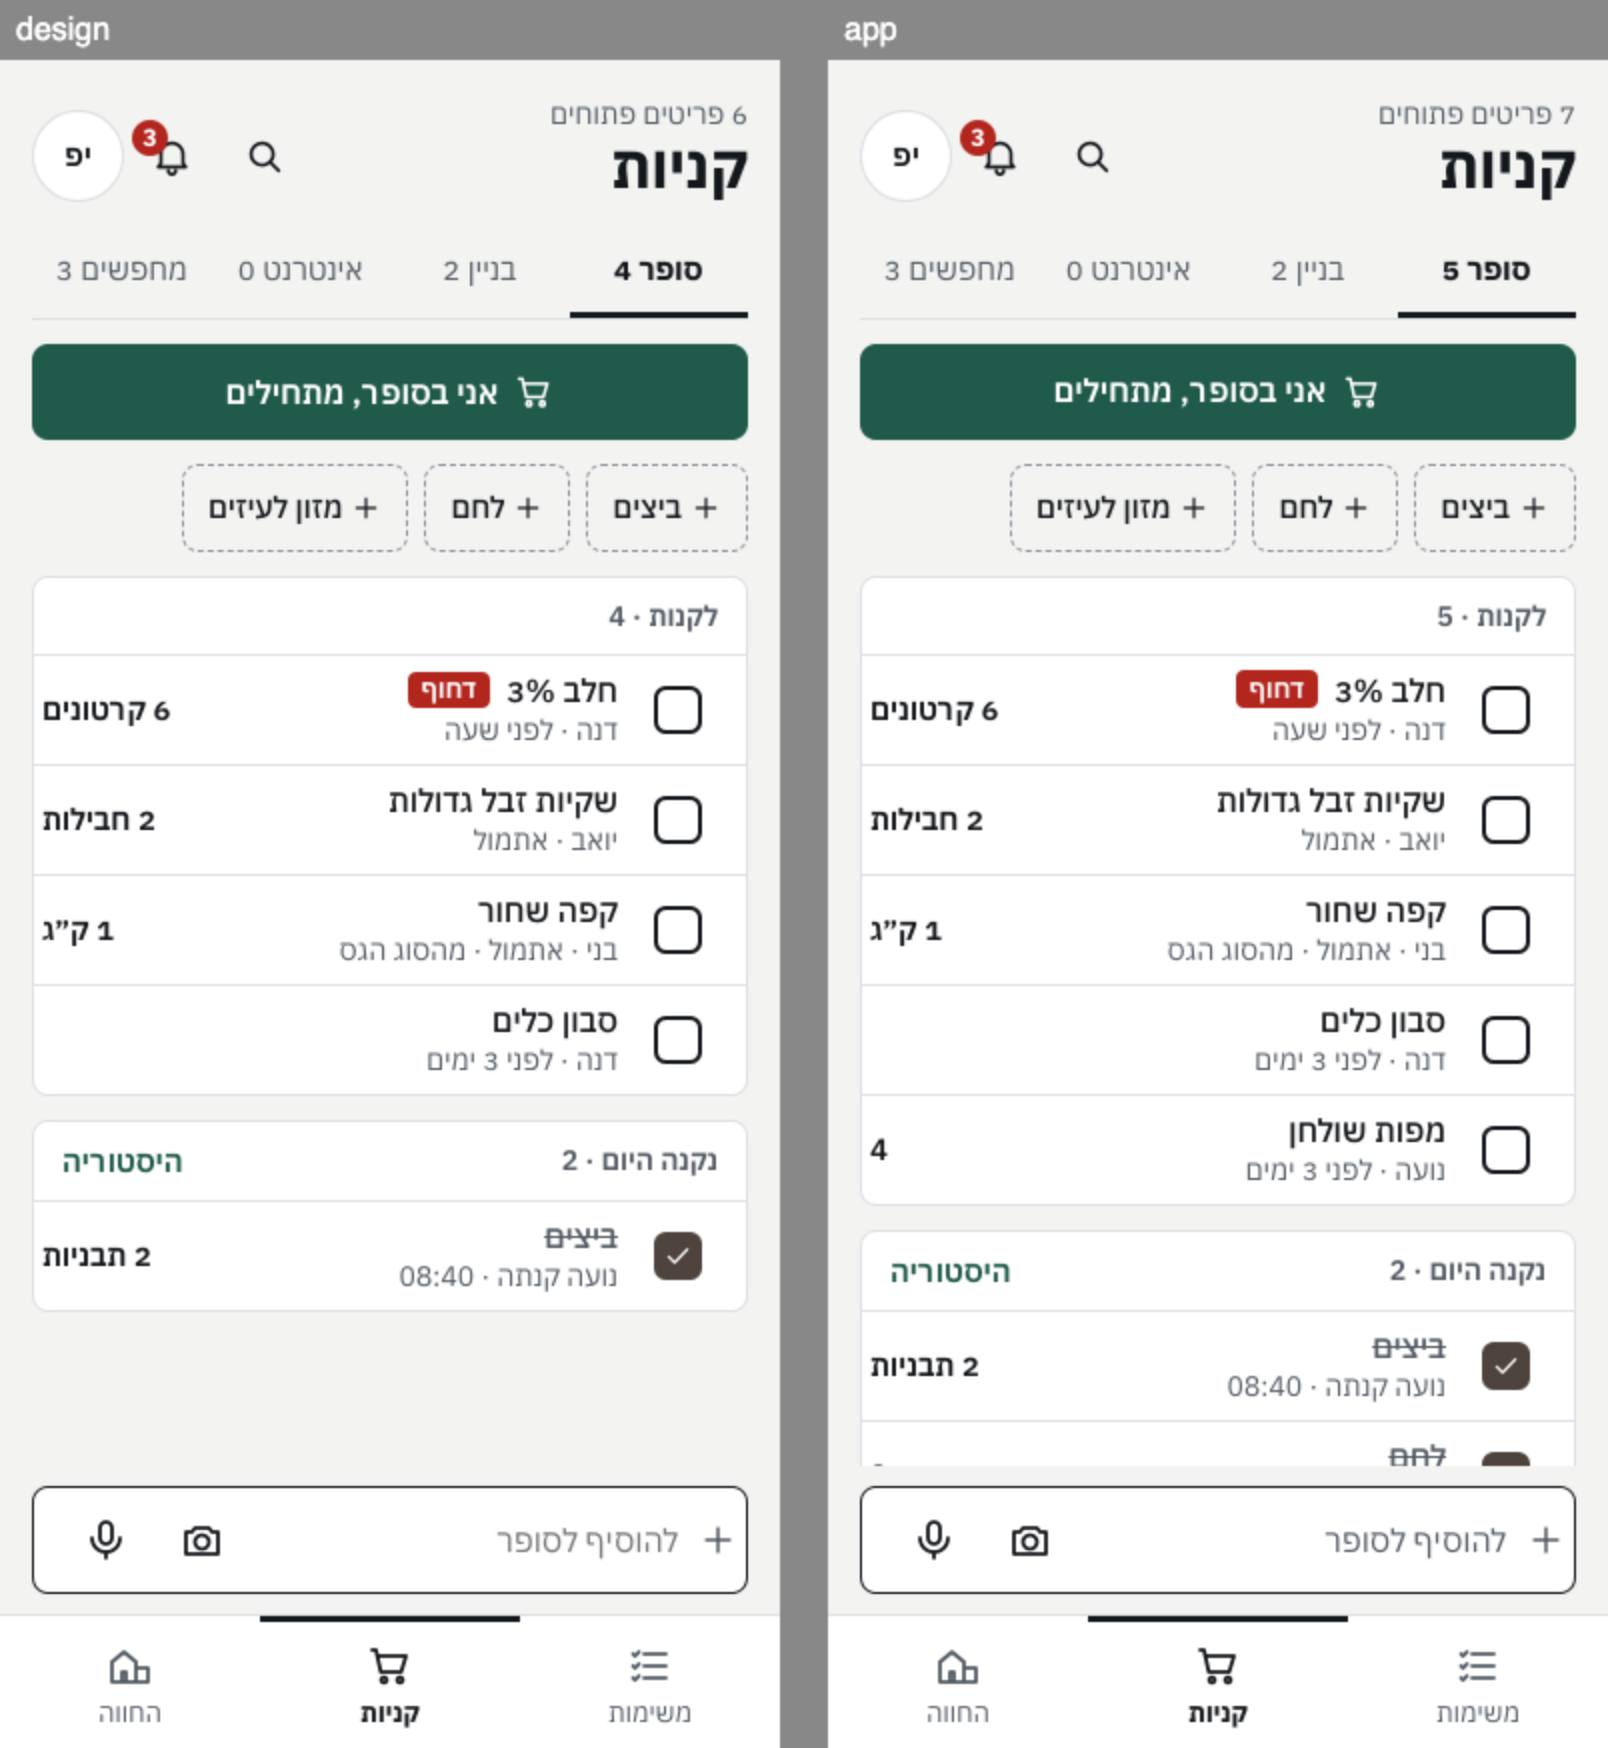 design
6 פריטים פתוחים
קניות
3
יפ
סופר 4
בניין 2
אינטרנט 0
מחפשים 3
אני בסופר, מתחילים
+ ביצים
+ לחם
+ מזון לעיזים
לקנות · 4
חלב 3% דחוף
דנה · לפני שעה
6 קרטונים
שקיות זבל גדולות
יואב · אתמול
2 חבילות
קפה שחור
בני · אתמול · מהסוג הגס
1 ק״ג
סבון כלים
דנה · לפני 3 ימים
נקנה היום · 2
היסטוריה
ביצים
נועה קנתה · 08:40
2 תבניות
+ להוסיף לסופר
משימות
קניות
החווה
app
7 פריטים פתוחים
קניות
3
יפ
סופר 5
בניין 2
אינטרנט 0
מחפשים 3
אני בסופר, מתחילים
+ ביצים
+ לחם
+ מזון לעיזים
לקנות · 5
חלב 3% דחוף
דנה · לפני שעה
6 קרטונים
שקיות זבל גדולות
יואב · אתמול
2 חבילות
קפה שחור
בני · אתמול · מהסוג הגס
1 ק״ג
סבון כלים
דנה · לפני 3 ימים
מפות שולחן
נועה · לפני 3 ימים
4
נקנה היום · 2
היסטוריה
ביצים
נועה קנתה · 08:40
2 תבניות
לחם
+ להוסיף לסופר
משימות
קניות
החווה